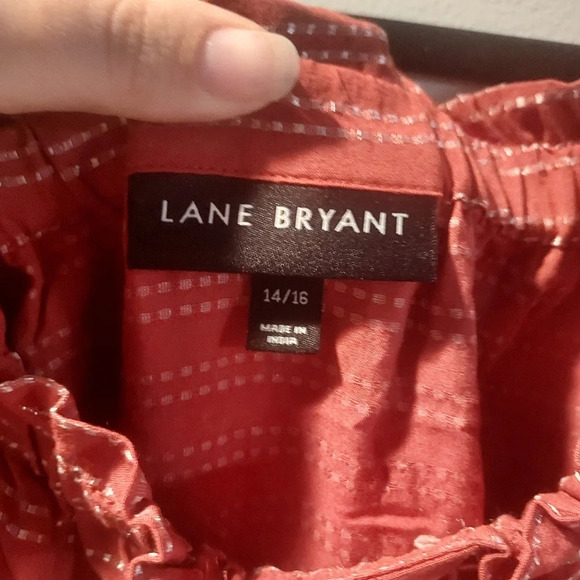 LANE BRYANT
14/16
MADE IN
INDIA